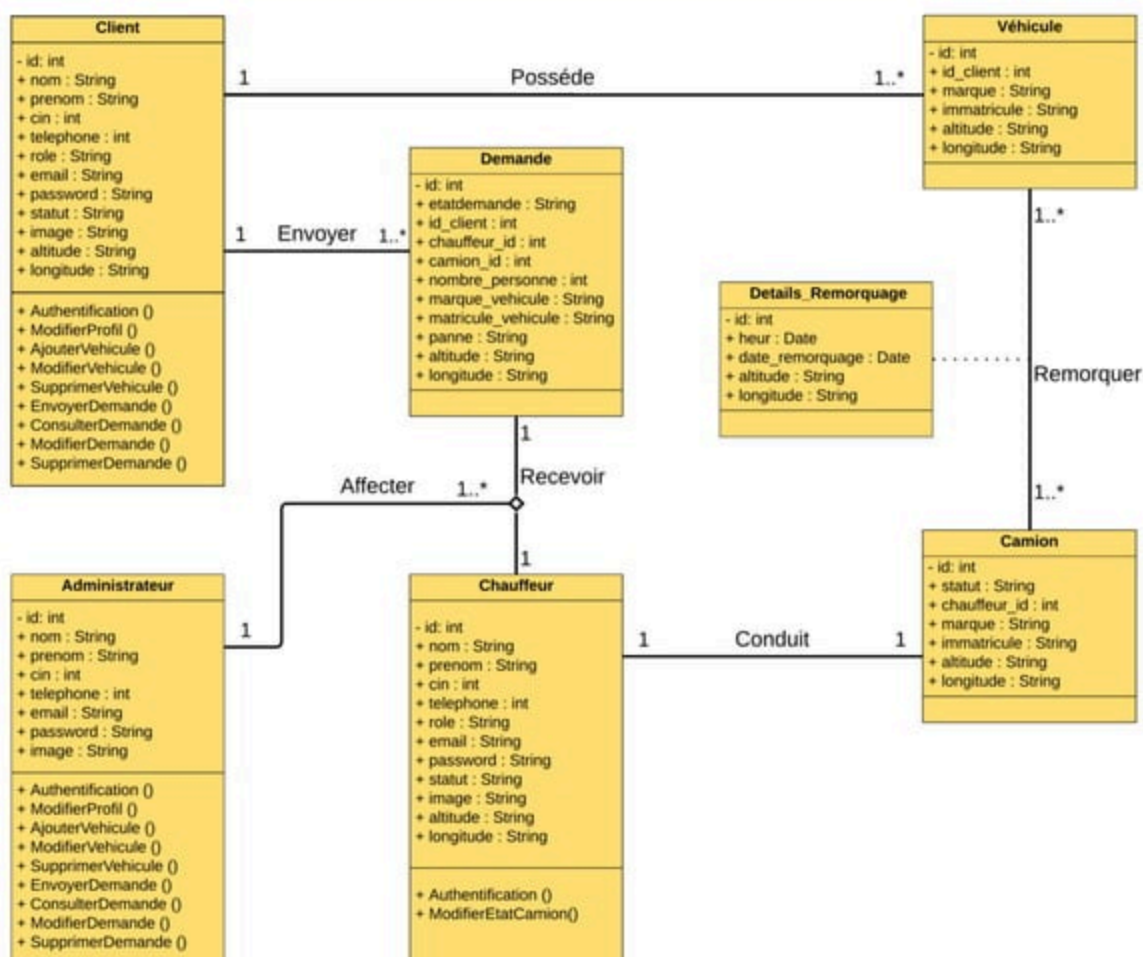 Client
- id: int
+ nom : String
+ prenom : String
+ cin : int
+ telephone : int
+ role : String
+ email : String
+ password : String
+ statut : String
+ image : String
+ altitude : String
+ longitude : String
+ Authentification ()
+ ModifierProfil ()
+ AjouterVehicule ()
+ ModifierVehicule ()
+ SupprimerVehicule ()
+ EnvoyerDemande ()
+ ConsulterDemande ()
+ ModifierDemande ()
+ SupprimerDemande ()
1
Posséde
1..*
Véhicule
- id: int
+ id_client : int
+ marque : String
+ immatricule : String
+ altitude : String
+ longitude : String
1
Envoyer
1..*
Demande
- id: int
+ etatdemande : String
+ id_client : int
+ chauffeur_id : int
+ camion_id : int
+ nombre_personne : int
+ marque_vehicule : String
+ matricule_vehicule : String
+ panne : String
+ altitude : String
+ longitude : String
1..*
Details_Remorquage
- id: int
+ heur : Date
+ date_remorquage : Date
+ altitude : String
+ longitude : String
Remorquer
1..*
1
Recevoir
Affecter
1..*
1
1
Administrateur
- id: int
+ nom : String
+ prenom : String
+ cin : int
+ telephone : int
+ email : String
+ password : String
+ image : String
+ Authentification ()
+ ModifierProfil ()
+ AjouterVehicule ()
+ ModifierVehicule ()
+ SupprimerVehicule ()
+ EnvoyerDemande ()
+ ConsulterDemande ()
+ ModifierDemande ()
+ SupprimerDemande ()
Chauffeur
- id: int
+ nom : String
+ prenom : String
+ cin : int
+ telephone : int
+ role : String
+ email : String
+ password : String
+ statut : String
+ image : String
+ altitude : String
+ longitude : String
+ Authentification ()
+ ModifierEtatCamion()
1
Conduit
1
Camion
- id: int
+ statut : String
+ chauffeur_id : int
+ marque : String
+ immatricule : String
+ altitude : String
+ longitude : String